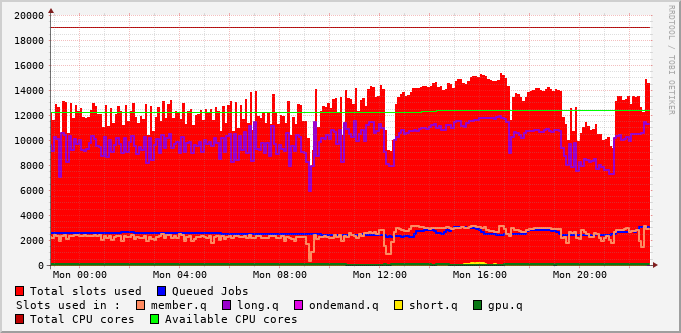 20000
18000
16000
14000
12000
10000
8000
6000
4000
2000
0
Mon 00:00 Mon 04:00 Mon 08:00 Mon 12:00 Mon 16:00 Mon 20:00
RRDTOOL / TOBI OETIKER
Total slots used Queued Jobs
Slots used in : member.q long.q ondemand.q short.q gpu.q
Total CPU cores Available CPU cores